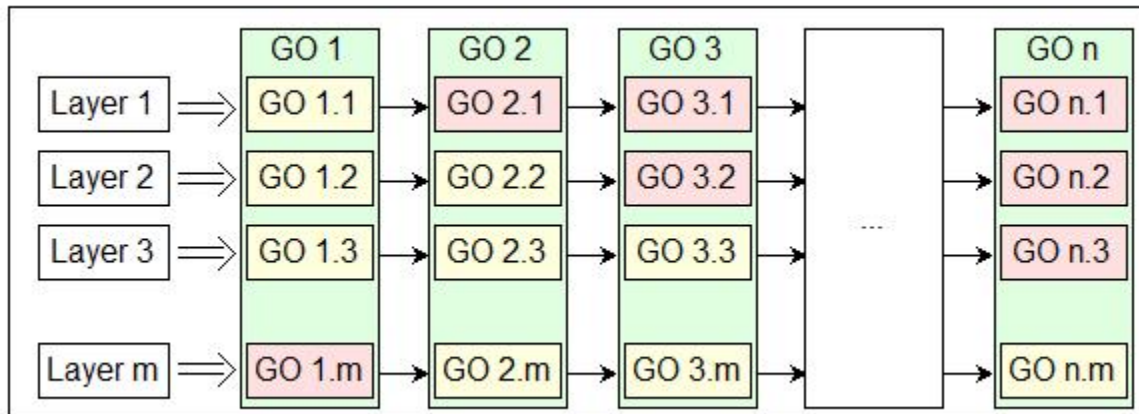 GO 1 GO 2 GO 3 GO n
Layer 1 GO 1.1 GO 2.1 GO 3.1 GO n.1
Layer 2 GO 1.2 GO 2.2 GO 3.2 GO n.2
...
Layer 3 GO 1.3 GO 2.3 GO 3.3 GO n.3
Layer m GO 1.m GO 2.m GO 3.m GO n.m